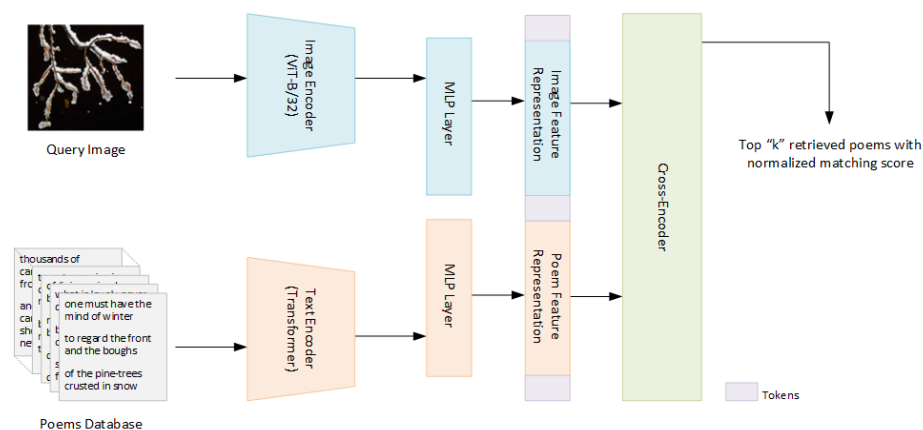 Query Image
Image Encoder
(ViT-B/32)
MLP Layer
Image Feature
Representation
Cross-Encoder
Top “k” retrieved poems with
normalized matching score
thousands of
one must have the
mind of winter
to regard the front
and the boughs
of the pine-trees
crusted in snow
Poems Database
Text Encoder
(Transformer)
MLP Layer
Poem Feature
Representation
Tokens